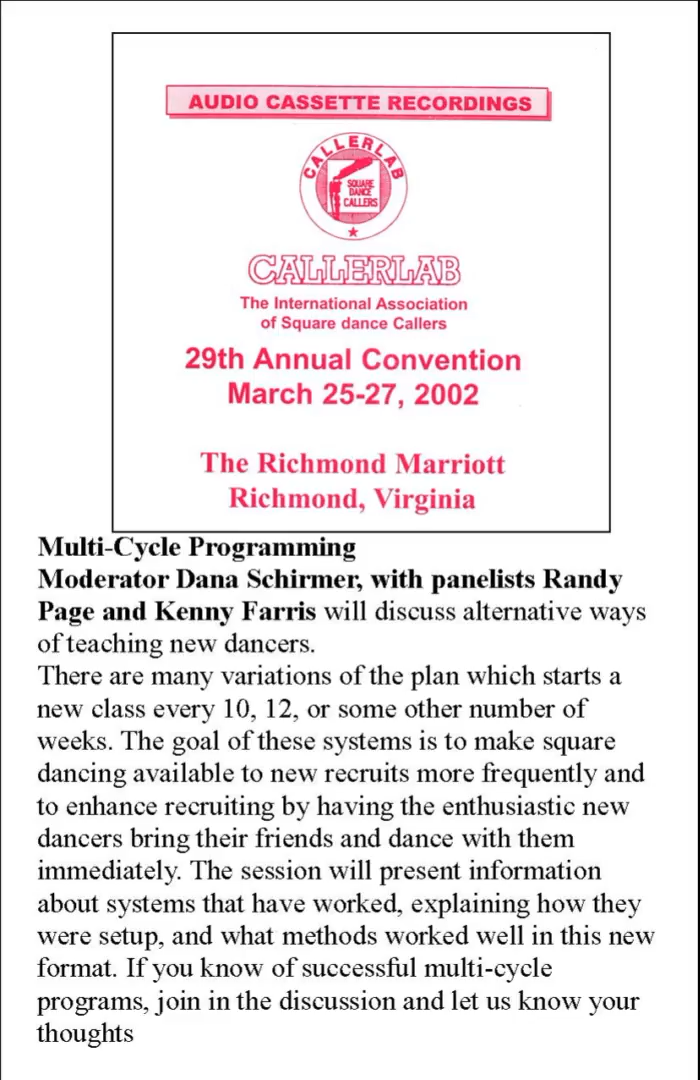 AUDIO CASSETTE RECORDINGS
CALLERLAB
SQUARE
DANCE
CALLERS
CALLERLAB
The International Association
of Square dance Callers
29th Annual Convention
March 25-27, 2002
The Richmond Marriott
Richmond, Virginia
Multi-Cycle Programming
Moderator Dana Schirmer, with panelists Randy
Page and Kenny Farris will discuss alternative ways
of teaching new dancers.
There are many variations of the plan which starts a
new class every 10, 12, or some other number of
weeks. The goal of these systems is to make square
dancing available to new recruits more frequently and
to enhance recruiting by having the enthusiastic new
dancers bring their friends and dance with them
immediately. The session will present information
about systems that have worked, explaining how they
were setup, and what methods worked well in this new
format. If you know of successful multi-cycle
programs, join in the discussion and let us know your
thoughts